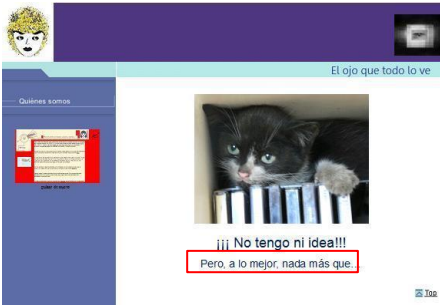 El ojo que todo lo ve
Quiénes somos
¡¡¡ No tengo ni idea!!!
Pero, a lo mejor, nada más que...
Top